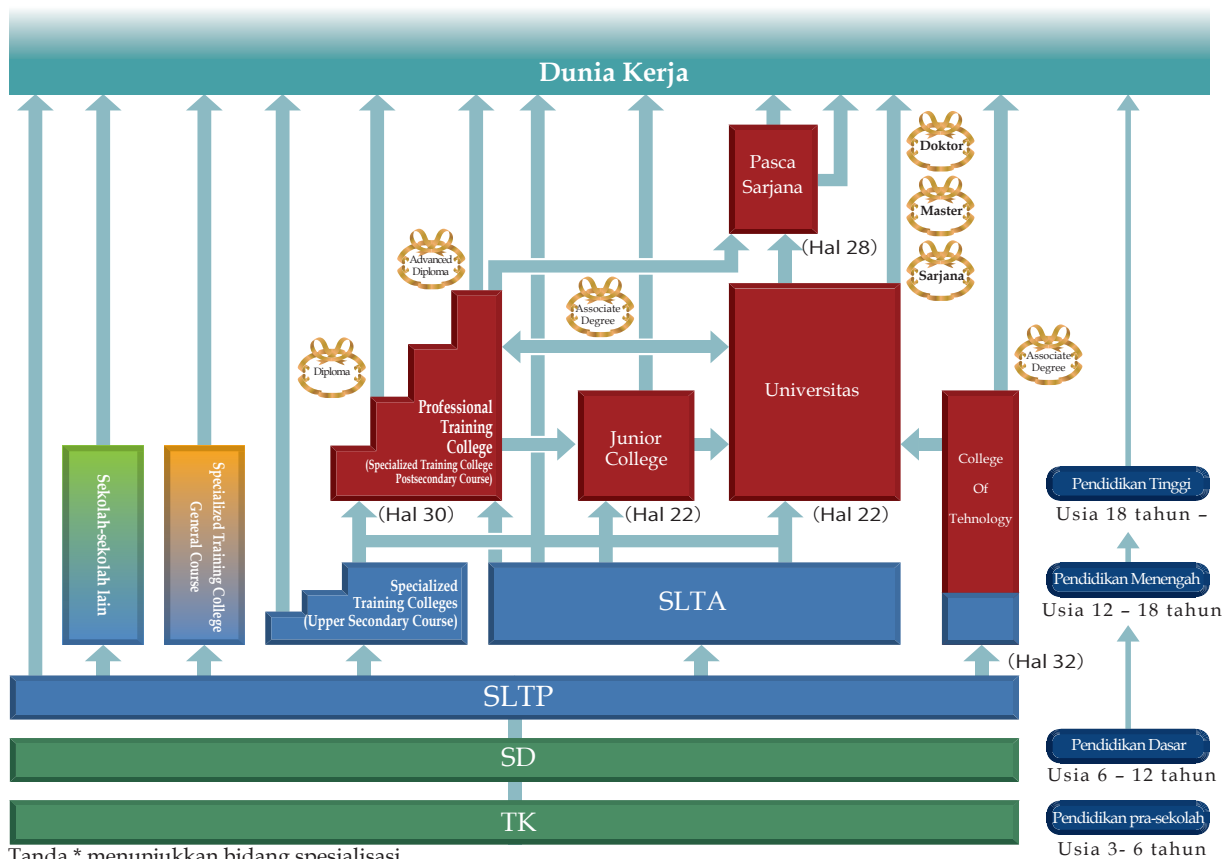 Dunia Kerja
Doktor
Pasca
Sarjana
Master
(Hal 28)
Advanced
Diploma
Sarjana
Associate
Degree
Diploma
Associate
Degree
Universitas
Professional
Training
College
(Specialized Training College
Postsecondary Course)
Junior
College
College
Of
Tehnology
Sekolah-sekolah lain
Specialized Training College
General Course
(Hal 30)
(Hal 22)
(Hal 22)
Pendidikan Tinggi
Usia 18 tahun –
Specialized
Training Colleges
(Upper Secondary Course)
SLTA
Pendidikan Menengah
Usia 12 – 18 tahun
(Hal 32)
SLTP
SD
Pendidikan Dasar
Usia 6 – 12 tahun
TK
Pendidikan pra-sekolah
Usia 3- 6 tahun
Tanda * menunjukkan bidang spesialisasi